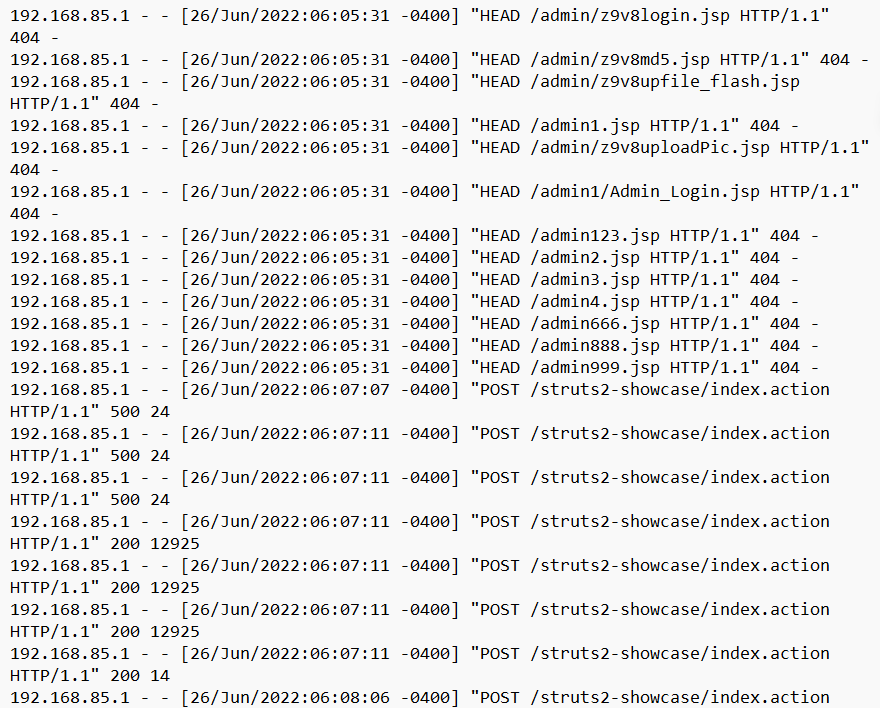 192.168.85.1 - - [26/Jun/2022:06:05:31 -0400] "HEAD /admin/z9v8login.jsp HTTP/1.1"
404 -
192.168.85.1 - - [26/Jun/2022:06:05:31 -0400] "HEAD /admin/z9v8md5.jsp HTTP/1.1" 404 -
192.168.85.1 - - [26/Jun/2022:06:05:31 -0400] "HEAD /admin/z9v8upfile_flash.jsp
HTTP/1.1" 404 -
192.168.85.1 - - [26/Jun/2022:06:05:31 -0400] "HEAD /admin1.jsp HTTP/1.1" 404 -
192.168.85.1 - - [26/Jun/2022:06:05:31 -0400] "HEAD /admin/z9v8uploadPic.jsp HTTP/1.1"
404 -
192.168.85.1 - - [26/Jun/2022:06:05:31 -0400] "HEAD /admin1/Admin_Login.jsp HTTP/1.1"
404 -
192.168.85.1 - - [26/Jun/2022:06:05:31 -0400] "HEAD /admin123.jsp HTTP/1.1" 404 -
192.168.85.1 - - [26/Jun/2022:06:05:31 -0400] "HEAD /admin2.jsp HTTP/1.1" 404 -
192.168.85.1 - - [26/Jun/2022:06:05:31 -0400] "HEAD /admin3.jsp HTTP/1.1" 404 -
192.168.85.1 - - [26/Jun/2022:06:05:31 -0400] "HEAD /admin4.jsp HTTP/1.1" 404 -
192.168.85.1 - - [26/Jun/2022:06:05:31 -0400] "HEAD /admin666.jsp HTTP/1.1" 404 -
192.168.85.1 - - [26/Jun/2022:06:05:31 -0400] "HEAD /admin888.jsp HTTP/1.1" 404 -
192.168.85.1 - - [26/Jun/2022:06:05:31 -0400] "HEAD /admin999.jsp HTTP/1.1" 404 -
192.168.85.1 - - [26/Jun/2022:06:07:07 -0400] "POST /struts2-showcase/index.action
HTTP/1.1" 500 24
192.168.85.1 - - [26/Jun/2022:06:07:11 -0400] "POST /struts2-showcase/index.action
HTTP/1.1" 500 24
192.168.85.1 - - [26/Jun/2022:06:07:11 -0400] "POST /struts2-showcase/index.action
HTTP/1.1" 500 24
192.168.85.1 - - [26/Jun/2022:06:07:11 -0400] "POST /struts2-showcase/index.action
HTTP/1.1" 200 12925
192.168.85.1 - - [26/Jun/2022:06:07:11 -0400] "POST /struts2-showcase/index.action
HTTP/1.1" 200 12925
192.168.85.1 - - [26/Jun/2022:06:07:11 -0400] "POST /struts2-showcase/index.action
HTTP/1.1" 200 12925
192.168.85.1 - - [26/Jun/2022:06:07:11 -0400] "POST /struts2-showcase/index.action
HTTP/1.1" 200 14
192.168.85.1 - - [26/Jun/2022:06:08:06 -0400] "POST /struts2-showcase/index.action